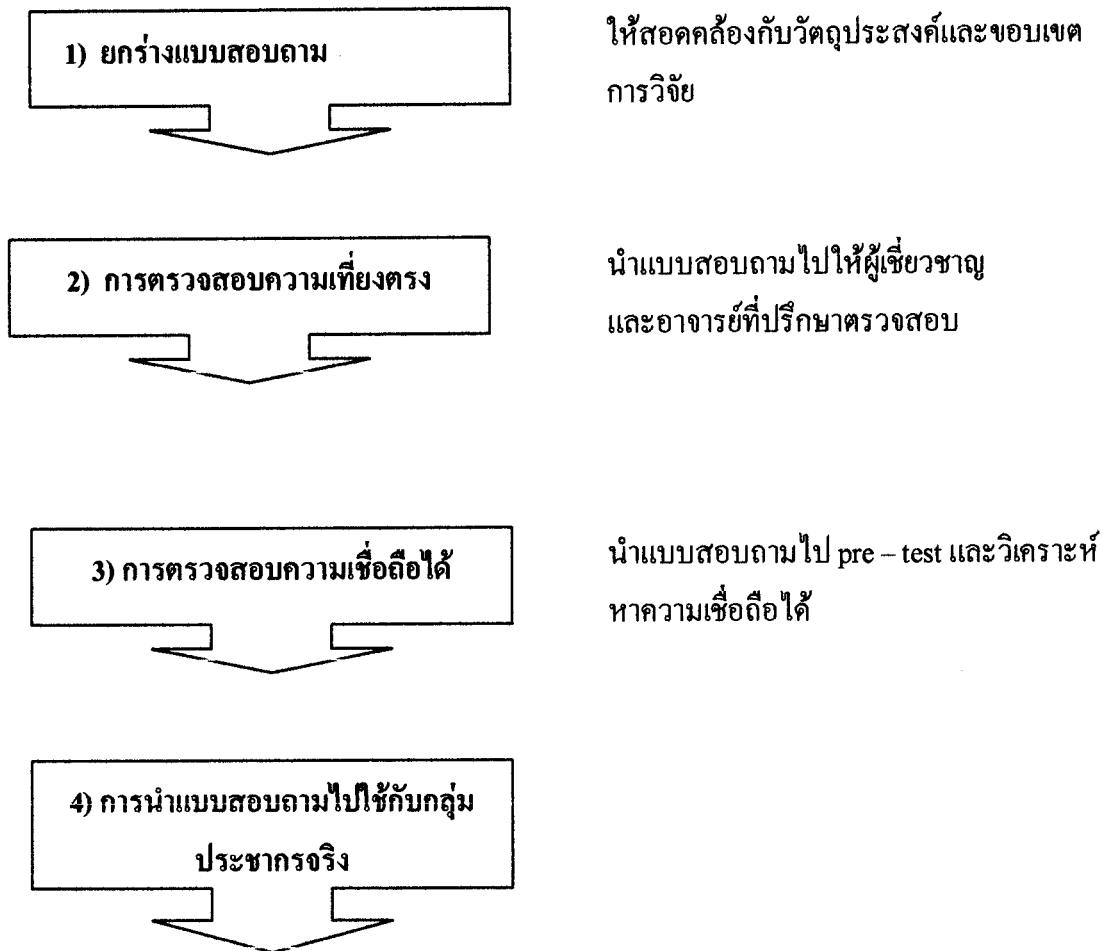 1) ยกร่างแบบสอบถาม
ให้สอดคล้องกับวัตถุประสงค์และขอบเขต
การวิจัย
2) การตรวจสอบความเที่ยงตรง
นำแบบสอบถามไปให้ผู้เชี่ยวชาญ
และอาจารย์ที่ปรึกษาตรวจสอบ
3) การตรวจสอบความเชื่อถือได้
นำแบบสอบถามไป pre – test และวิเคราะห์
หาความเชื่อถือได้
4) การนำแบบสอบถามไปใช้กับกลุ่ม
ประชากรจริง